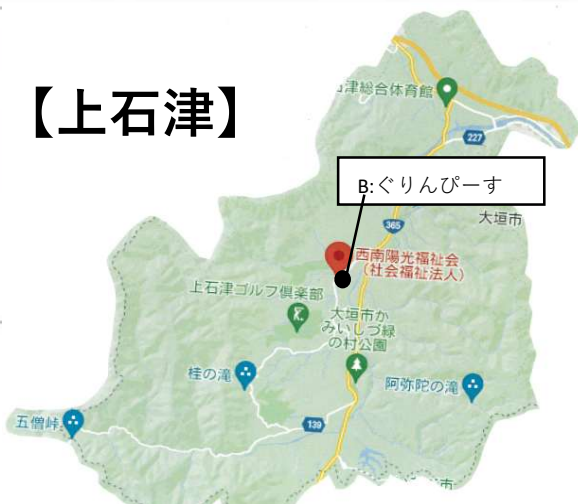 【上石津】
津総合体育館
227
B:ぐりんぴーす
大垣市
365
西南陽光福祉会
(社会福祉法人)
上石津ゴルフ倶楽部
大垣市か
みいしづ緑
の村公園
桂の滝
阿弥陀の滝
五僧峠
139
市